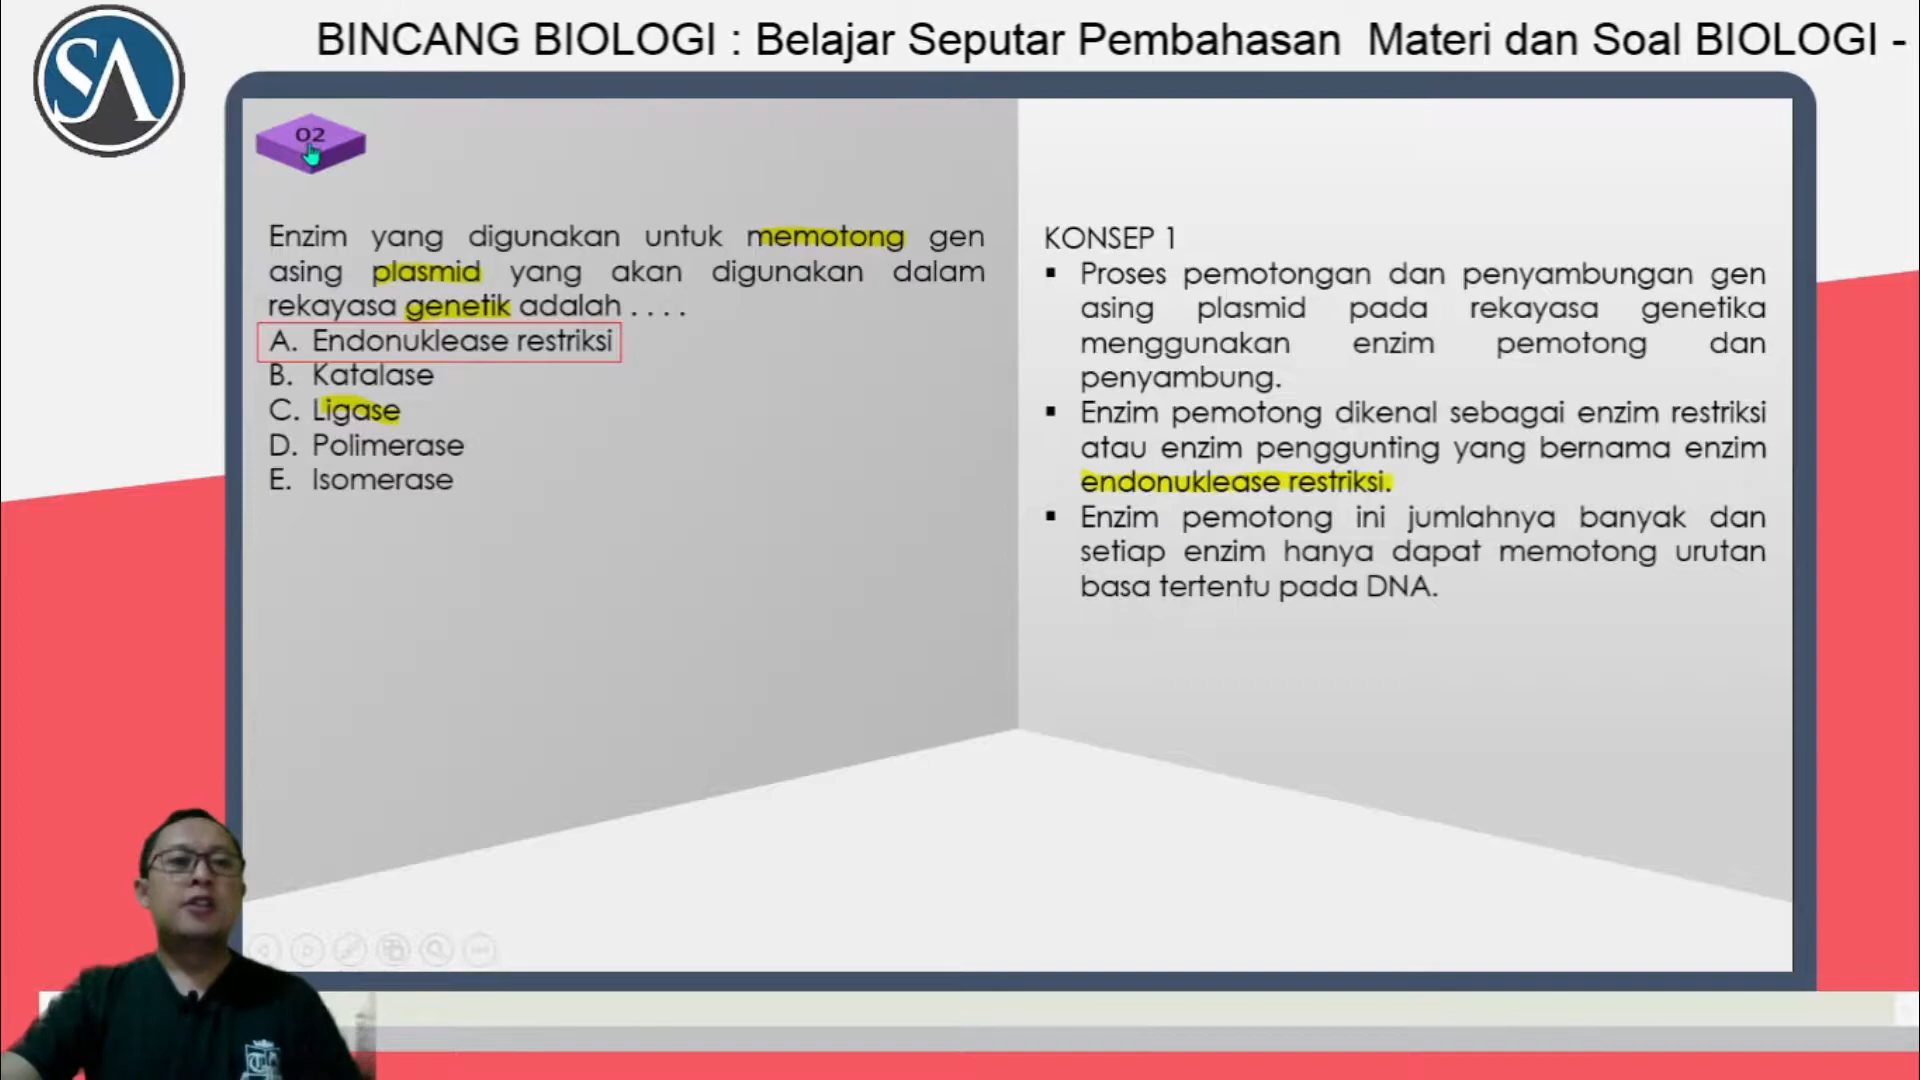 SA
BINCANG BIOLOGI : Belajar Seputar Pembahasan Materi dan Soal BIOLOGI -
02
Enzim yang digunakan untuk memotong gen
asing plasmid yang akan digunakan dalam
rekayasa genetik adalah . . . .
A. Endonuklease restriksi
B. Katalase
C. Ligase
D. Polimerase
E. Isomerase
KONSEP 1
▪ Proses pemotongan dan penyambungan gen
asing plasmid pada rekayasa genetika
menggunakan enzim pemotong dan
penyambung.
▪ Enzim pemotong dikenal sebagai enzim restriksi
atau enzim penggunting yang bernama enzim
endonuklease restriksi.
▪ Enzim pemotong ini jumlahnya banyak dan
setiap enzim hanya dapat memotong urutan
basa tertentu pada DNA.